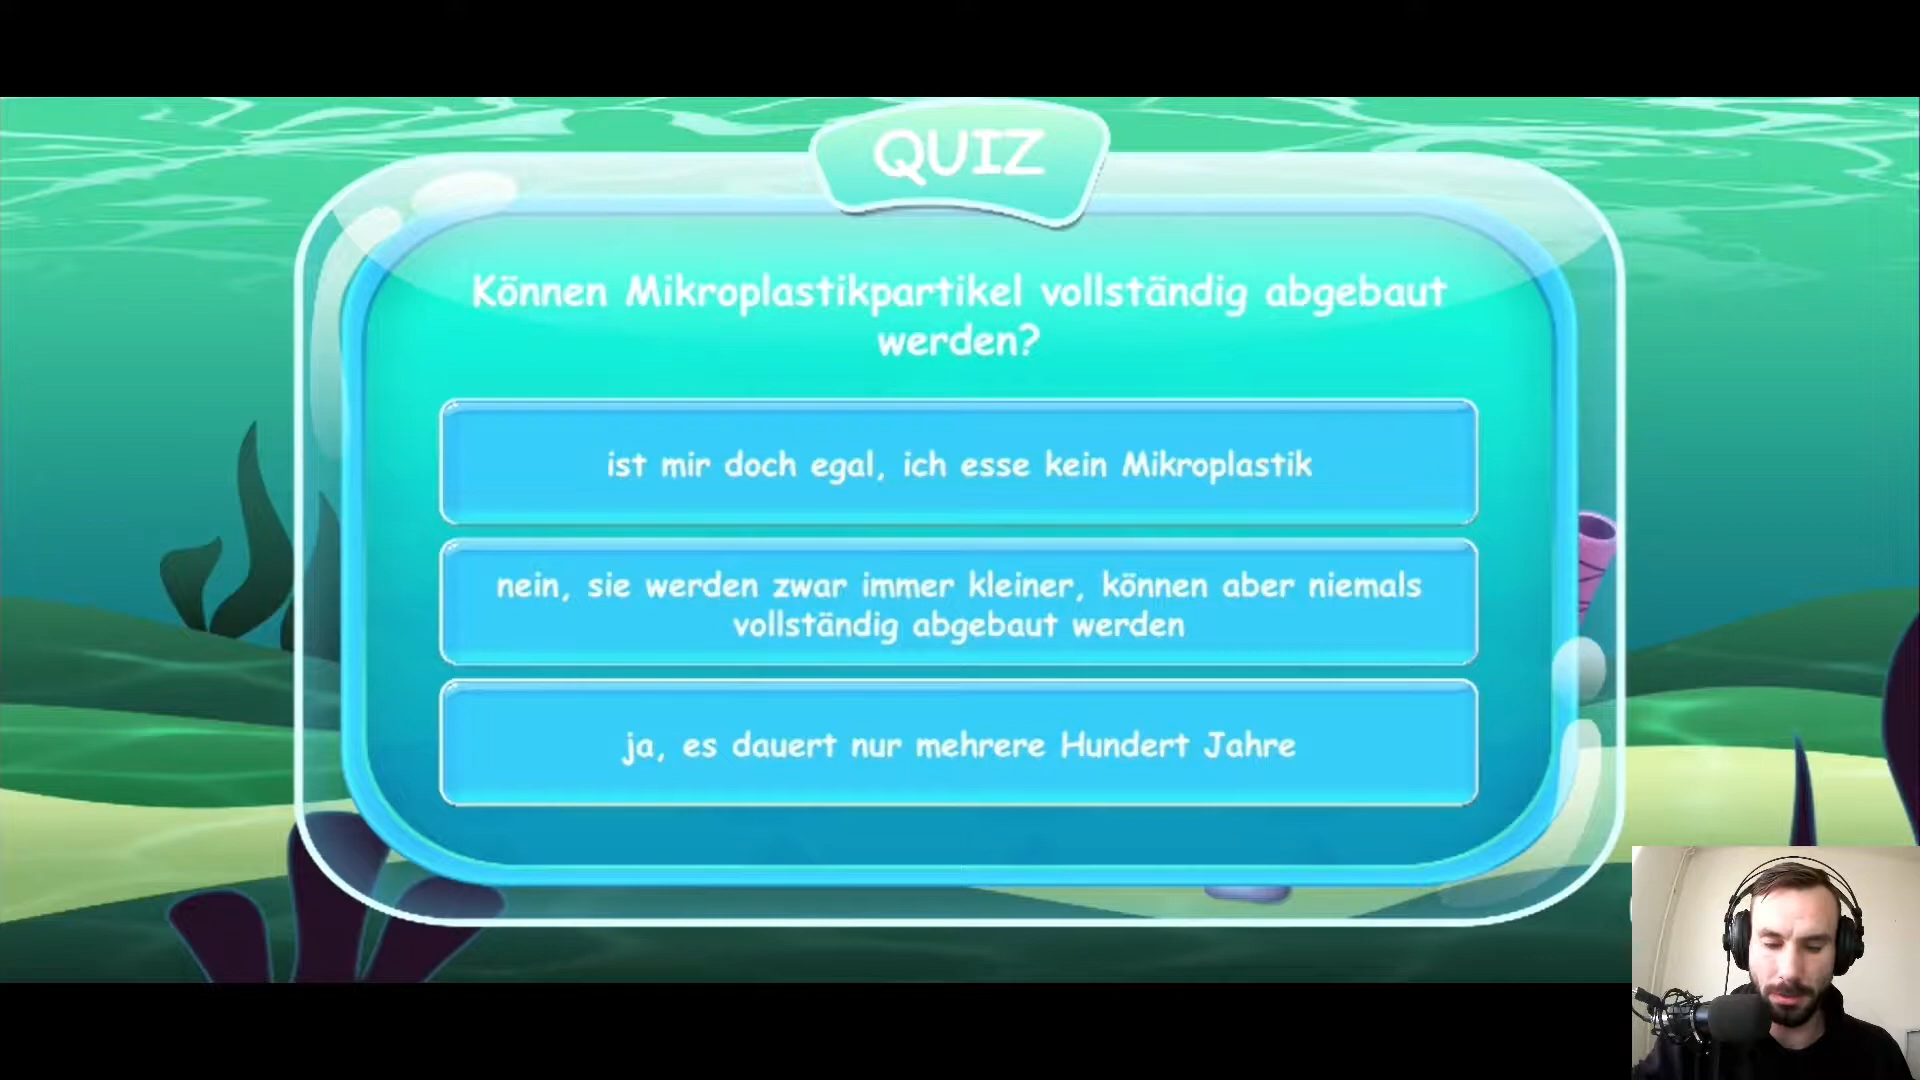 QUIZ
Können Mikroplastikpartikel vollständig abgebaut
werden?
ist mir doch egal, ich esse kein Mikroplastik
nein, sie werden zwar immer kleiner, können aber niemals
vollständig abgebaut werden
ja, es dauert nur mehrere Hundert Jahre